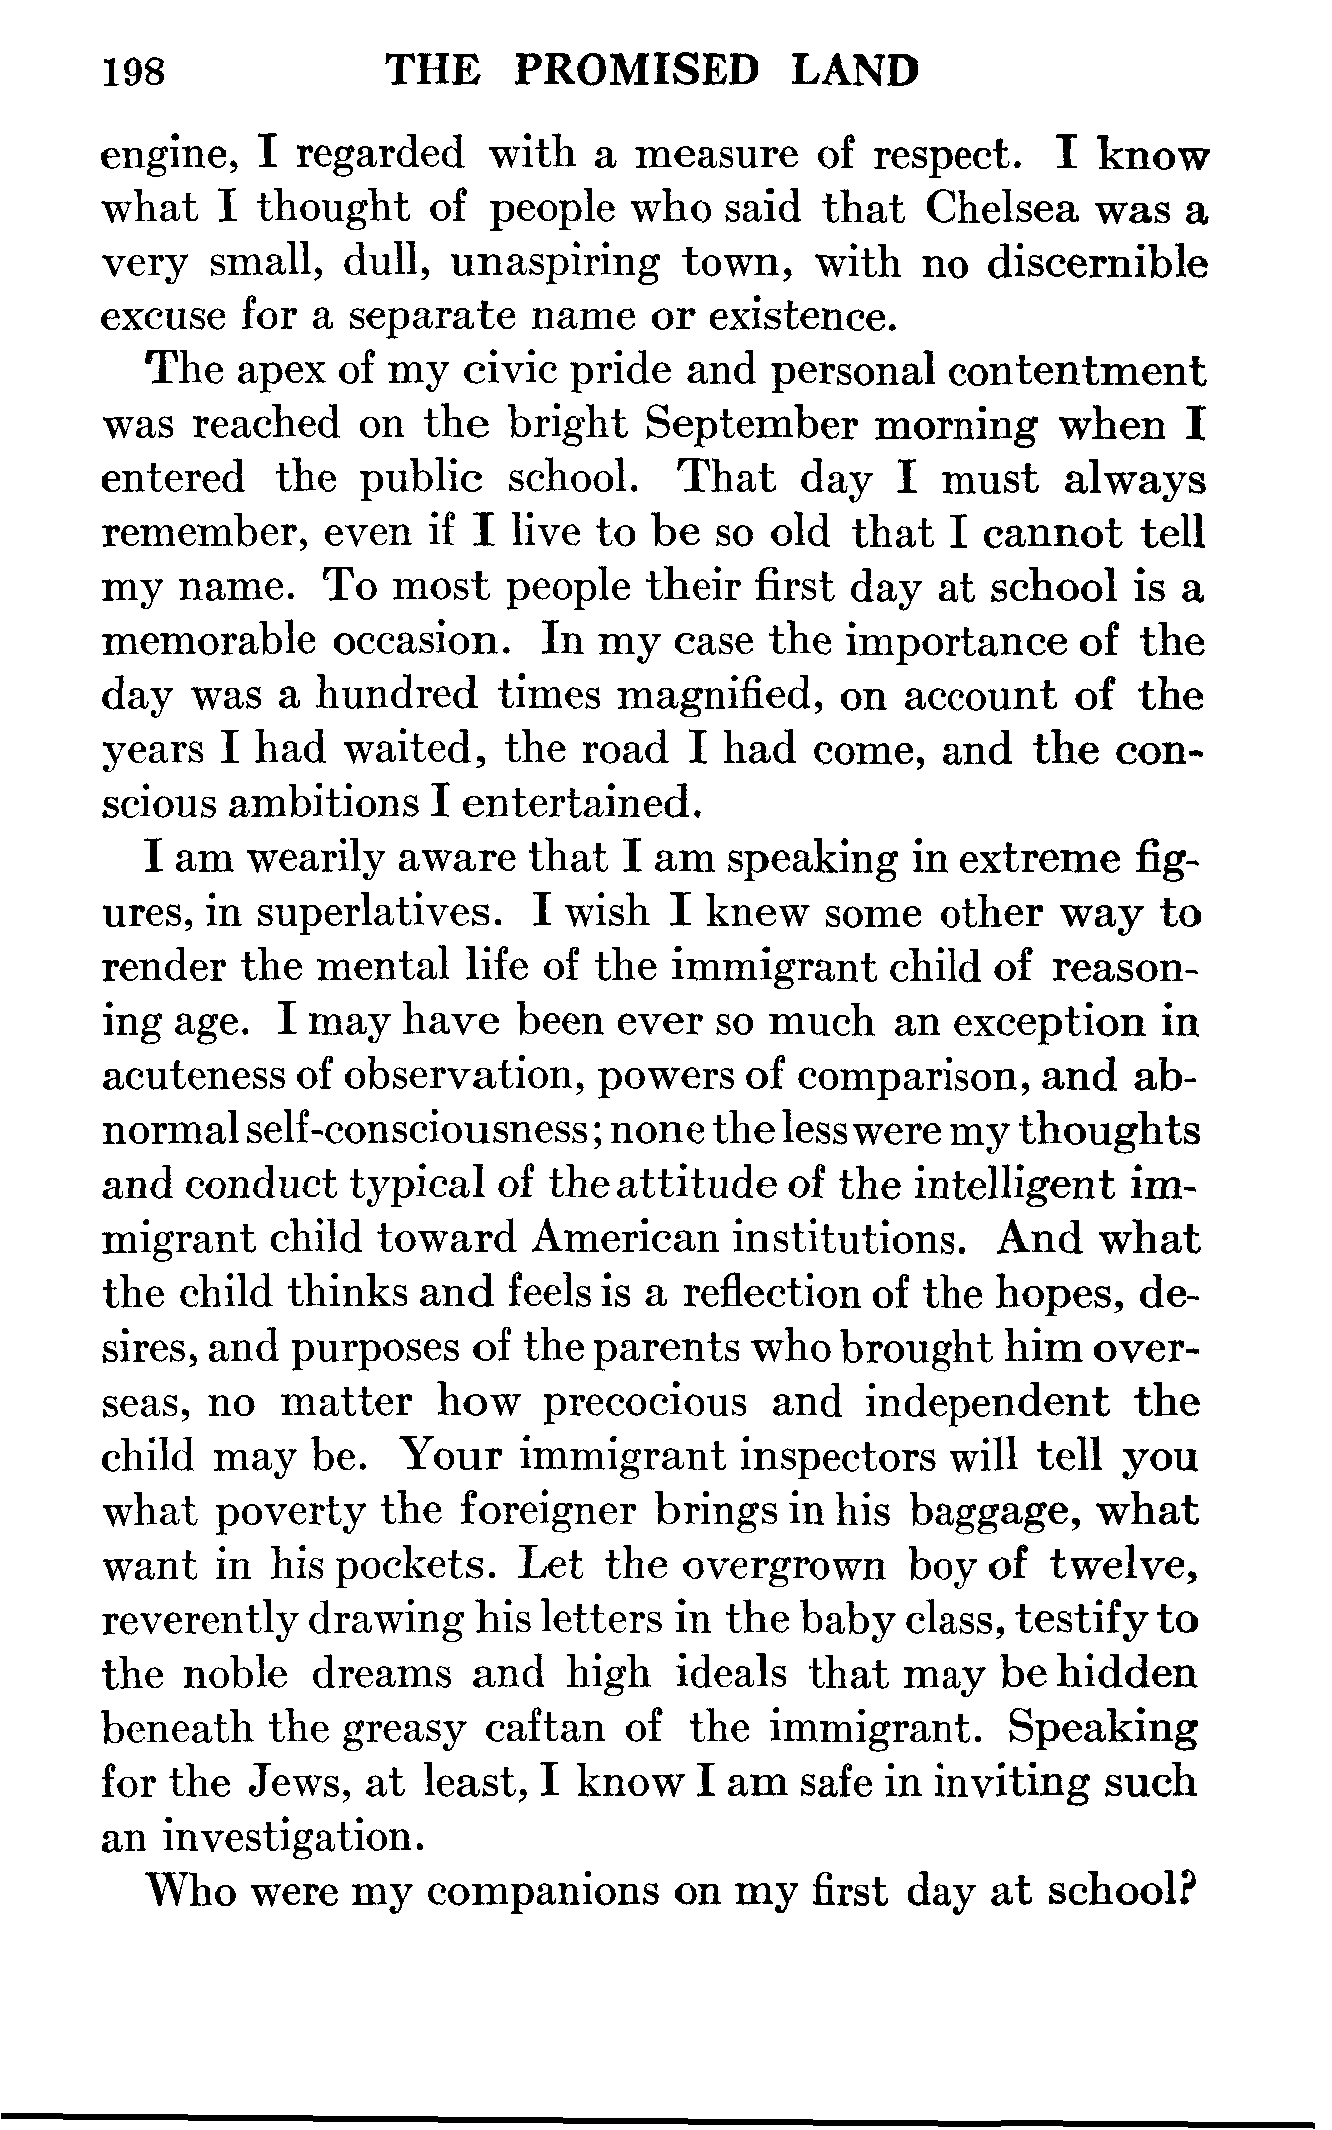 198 THE PROMISED LAND
engine, I regarded with a measure of respect. I know
what I thought of people who said that Chelsea was a
very small, dull, unaspiring town, with no discernible
excuse for a separate name or existence.
The apex of my civic pride and personal contentment
was reached on the bright September morning when I
entered the public school. That day I must always
remember, even if I live to be so old that I cannot tell
my name. To most people their first day at school is a
memorable occasion. In my case the importance of the
day was a hundred times magnified, on account of the
years I had waited, the road I had come, and the con-
scious ambitions I entertained.
I am wearily aware that I am speaking in extreme fig-
ures, in superlatives. I wish I knew some other way to
render the mental life of the immigrant child of reason-
ing age. I may have been ever so much an exception in
acuteness of observation, powers of comparison, and ab-
normal self-consciousness; none the less were my thoughts
and conduct typical of the attitude of the intelligent im-
migrant child toward American institutions. And what
the child thinks and feels is a reflection of the hopes, de-
sires, and purposes of the parents who brought him over-
seas, no matter how precocious and independent the
child may be. Your immigrant inspectors will tell you
what poverty the foreigner brings in his baggage, what
want in his pockets. Let the overgrown boy of twelve,
reverently drawing his letters in the baby class, testify to
the noble dreams and high ideals that may be hidden
beneath the greasy caftan of the immigrant. Speaking
for the Jews, at least, I know I am safe in inviting such
an investigation.
Who were my companions on my first day at school?